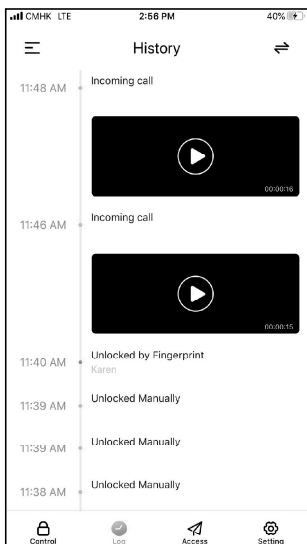 CMHK LTE 2:56 PM 40%
History
11:48 AM Incoming call
00:00:16
11:46 AM Incoming call
00:00:15
11:40 AM Unlocked by Fingerprint
Karen
11:39 AM Unlocked Manually
11:39 AM Unlocked Manually
11:38 AM Unlocked Manually
Control Log Access Setting